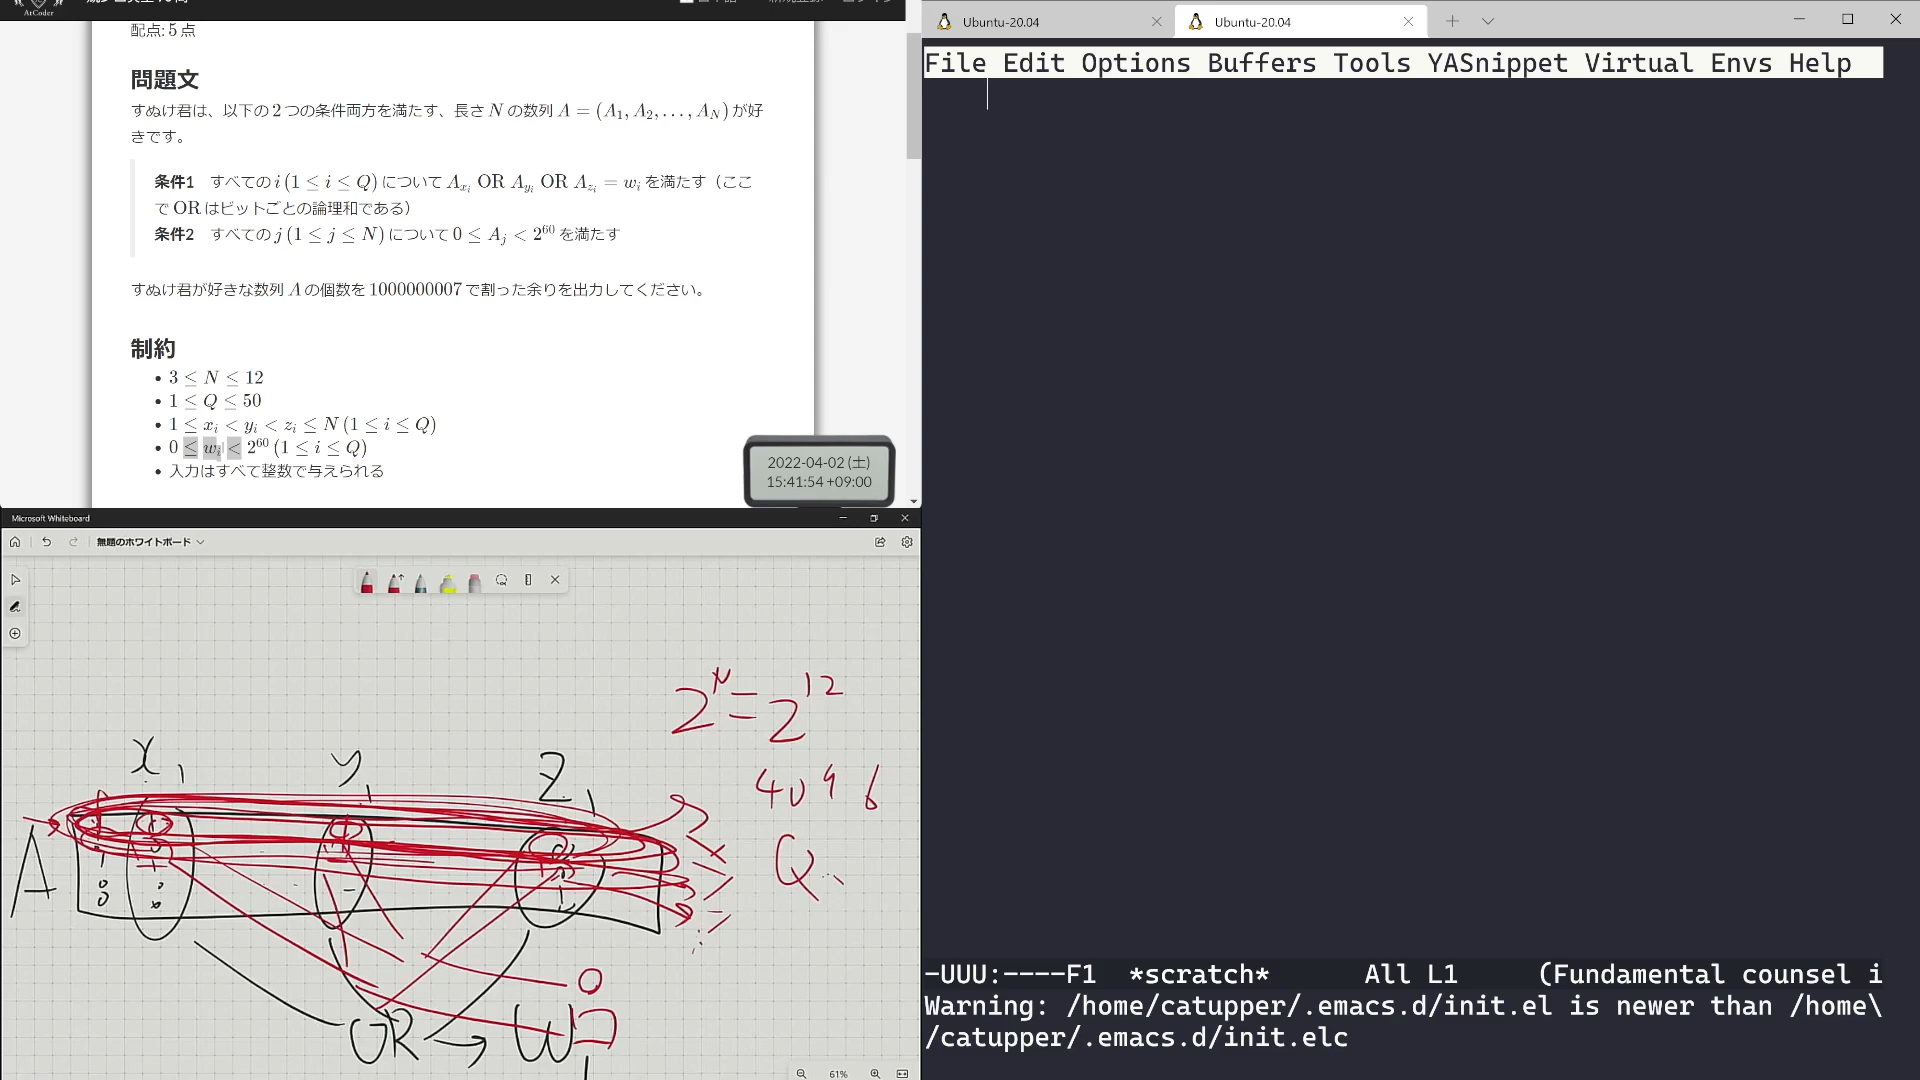 AtCoder
配点: 5 点
問題文
すぬけ君は、以下の 2 つの条件両方を満たす、長さ N の数列 A = (A1, A2, . . . , AN) が好
きです。
条件1 すべての i (1 ≤ i ≤ Q) について Axi OR Ayi OR Azi = wi を満たす（ここ
で OR はビットごとの論理和である）
条件2 すべての j (1 ≤ j ≤ N) について 0 ≤ Aj < 2^60 を満たす
すぬけ君が好きな数列 A の個数を 1000000007 で割った余りを出力してください。
制約
• 3 ≤ N ≤ 12
• 1 ≤ Q ≤ 50
• 1 ≤ xi < yi < zi ≤ N (1 ≤ i ≤ Q)
• 0 ≤ wi < 2^60 (1 ≤ i ≤ Q)
• 入力はすべて整数で与えられる
2022-04-02 (土)
15:41:54 +09:00
Microsoft Whiteboard
無題のホワイトボード
2^N = 2^12
4096
Q
x1 y1 z1
A
0
OR → W1
61%
Ubuntu-20.04
Ubuntu-20.04
File Edit Options Buffers Tools YASnippet Virtual Envs Help
-UUU:----F1 *scratch* All L1 (Fundamental counsel i
Warning: /home/catupper/.emacs.d/init.el is newer than /home\
/catupper/.emacs.d/init.elc